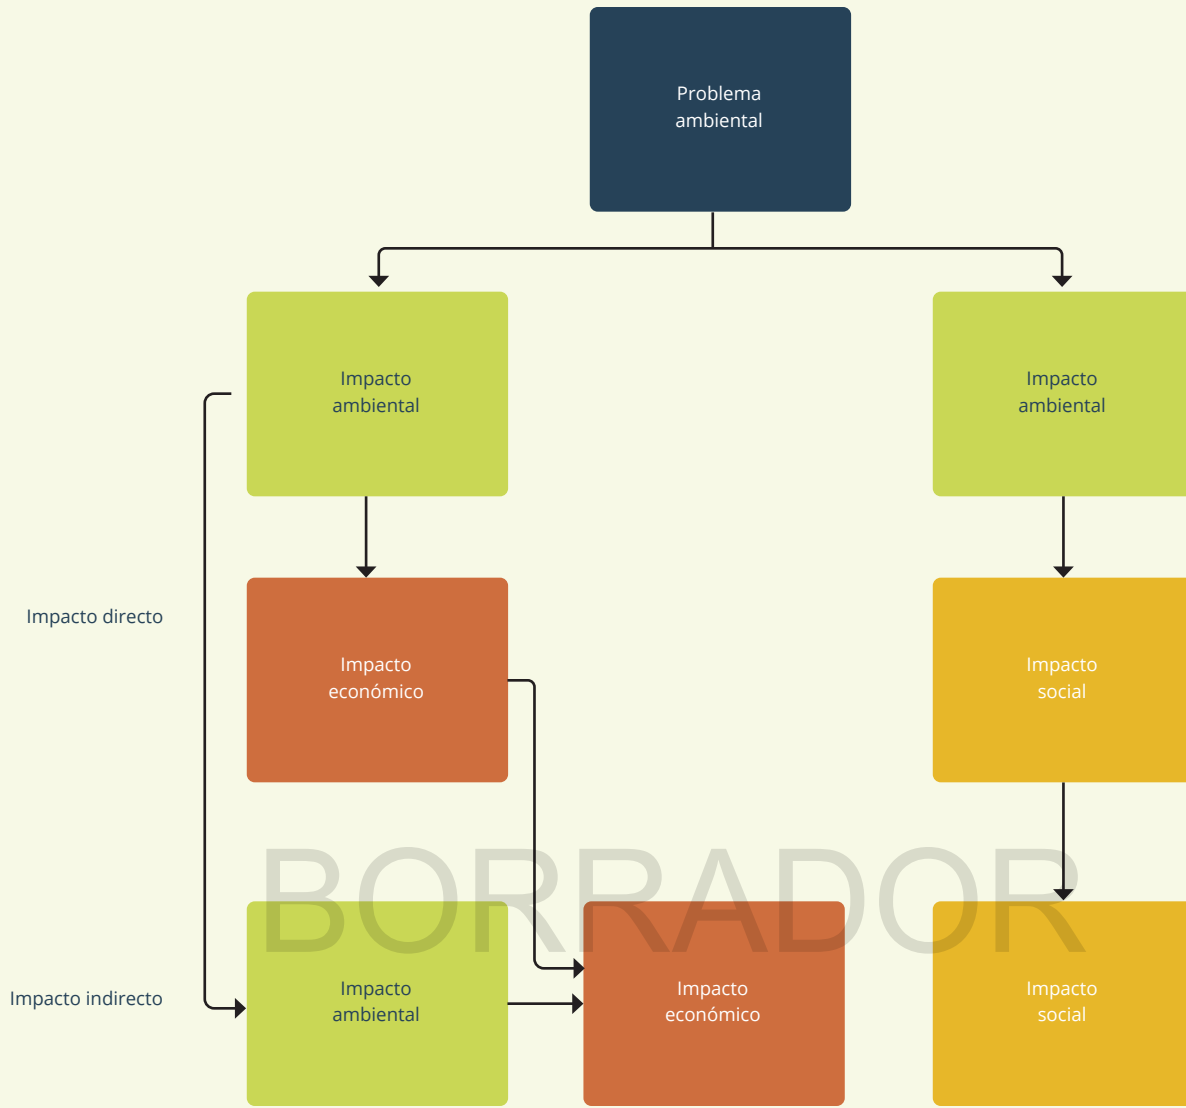 Problema
ambiental
Impacto
ambiental
Impacto
ambiental
Impacto directo
Impacto
económico
Impacto
social
BORRADOR
Impacto indirecto
Impacto
ambiental
Impacto
económico
Impacto
social